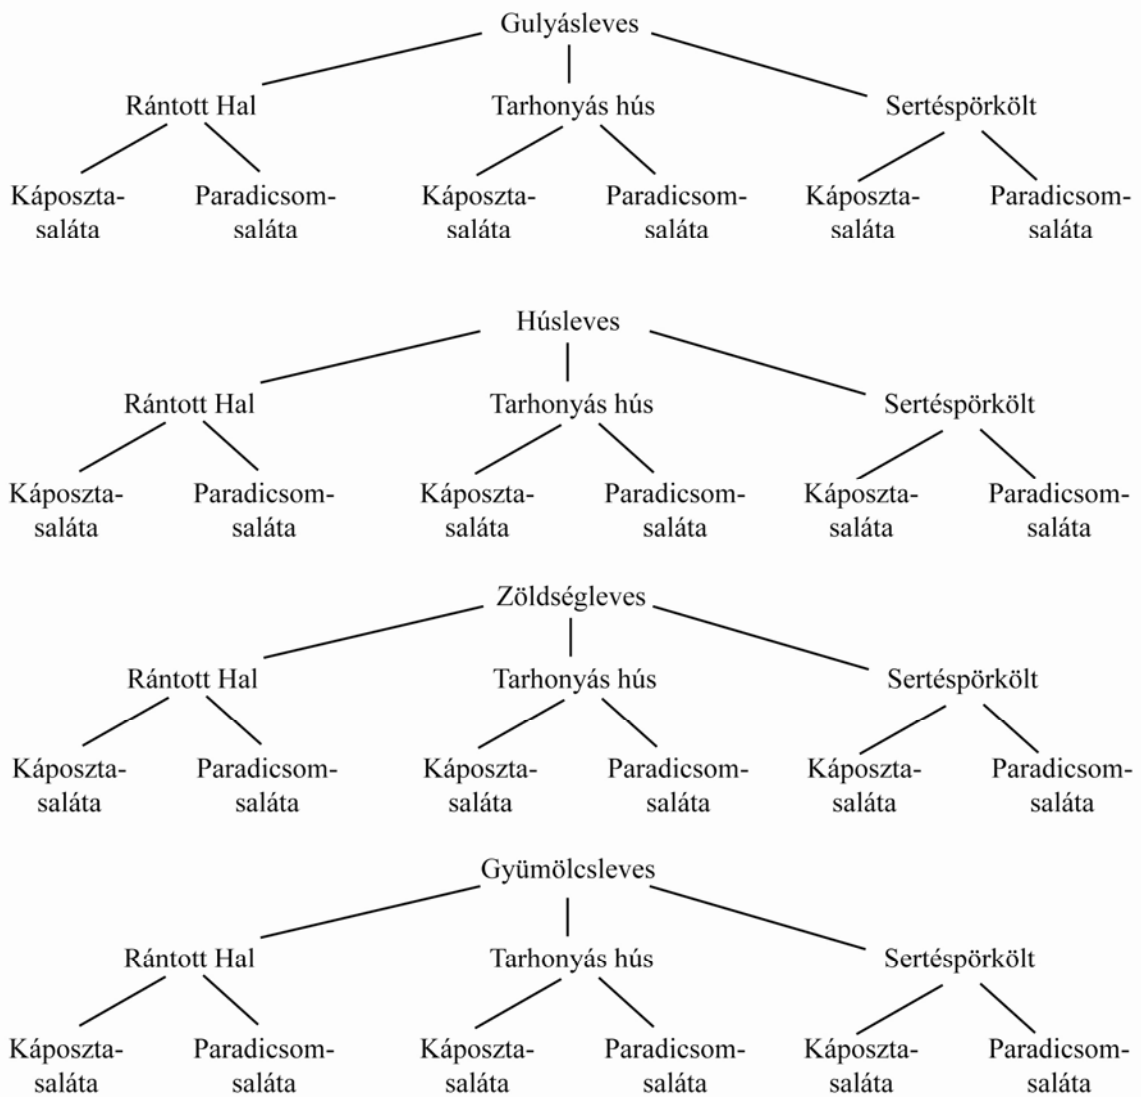 Gulyásleves
Rántott Hal Tarhonyás hús Sertéspörkölt
Káposzta- Paradicsom- Káposzta- Paradicsom- Káposzta- Paradicsom-
saláta saláta saláta saláta saláta saláta
Húsleves
Rántott Hal Tarhonyás hús Sertéspörkölt
Káposzta- Paradicsom- Káposzta- Paradicsom- Káposzta- Paradicsom-
saláta saláta saláta saláta saláta saláta
Zöldségleves
Rántott Hal Tarhonyás hús Sertéspörkölt
Káposzta- Paradicsom- Káposzta- Paradicsom- Káposzta- Paradicsom-
saláta saláta saláta saláta saláta saláta
Gyümölcsleves
Rántott Hal Tarhonyás hús Sertéspörkölt
Káposzta- Paradicsom- Káposzta- Paradicsom- Káposzta- Paradicsom-
saláta saláta saláta saláta saláta saláta